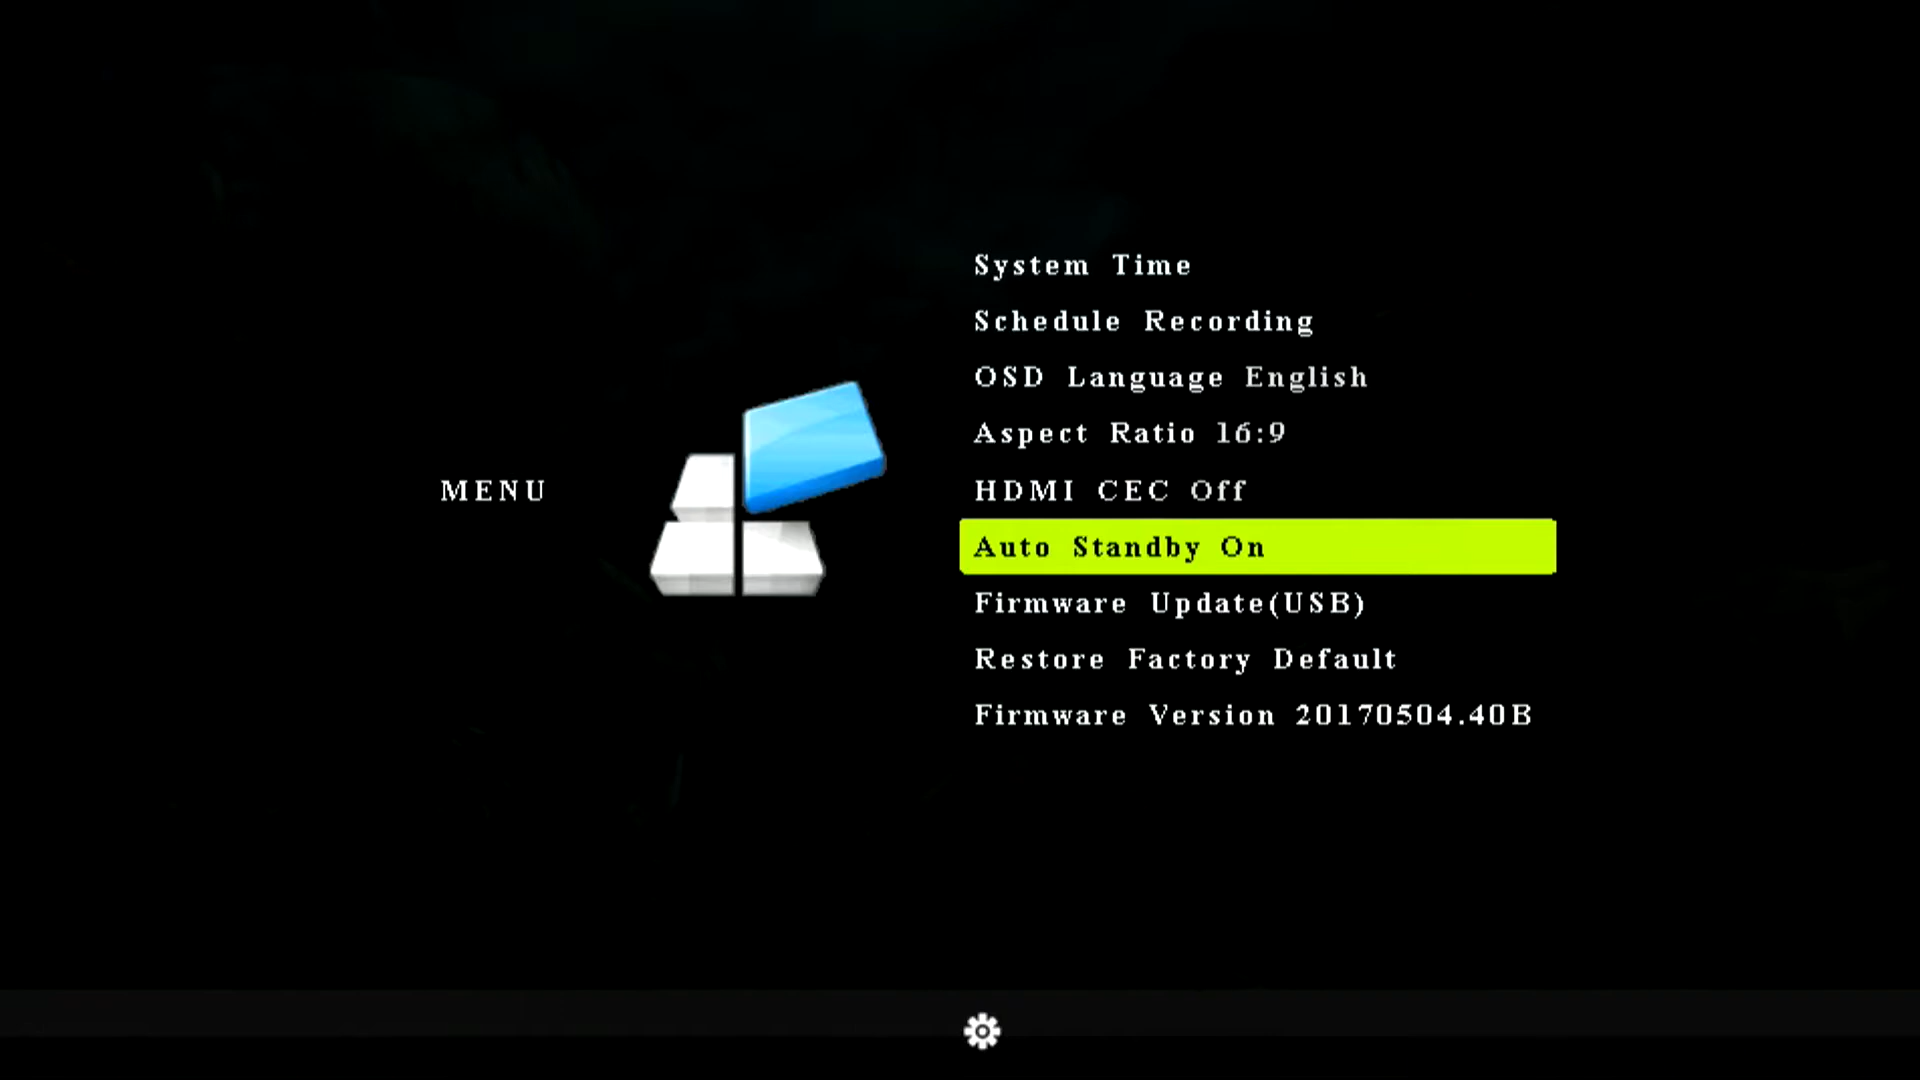 System Time
Schedule Recording
OSD Language English
Aspect Ratio 16:9
MENU
HDMI CEC Off
Auto Standby On
Firmware Update(USB)
Restore Factory Default
Firmware Version 20170504.40B